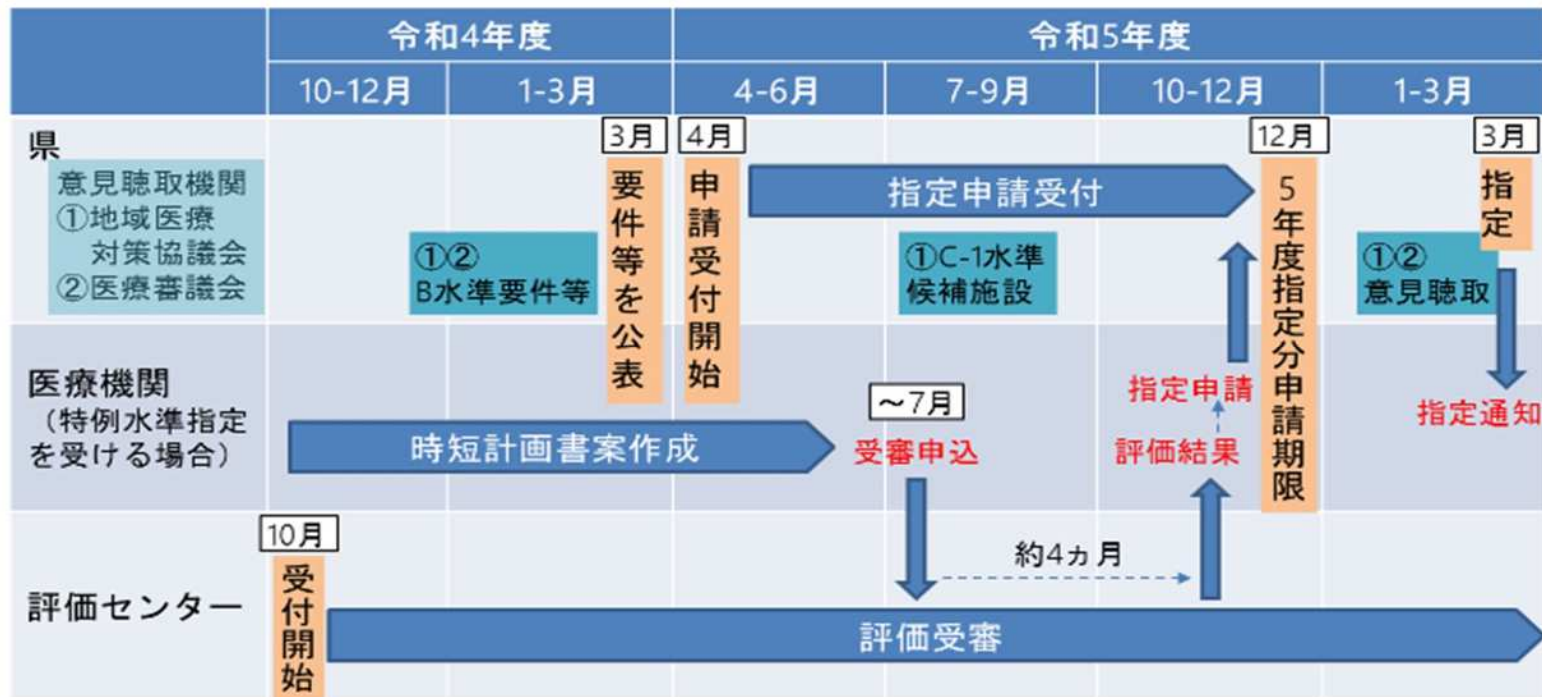 令和4年度
令和5年度
10-12月
1-3月
4-6月
7-9月
10-12月
1-3月
県
意見聴取機関
①地域医療
対策協議会
②医療審議会
①②
B水準要件等
3月
要件等を公表
4月
申請受付開始
指定申請受付
①C-1水準
候補施設
12月
5年度指定分申請期限
①②
意見聴取
3月
指定
医療機関
（特例水準指定
を受ける場合）
時短計画書案作成
～7月
受審申込
指定申請
評価結果
指定通知
評価センター
10月
受付開始
約4ヵ月
評価受審